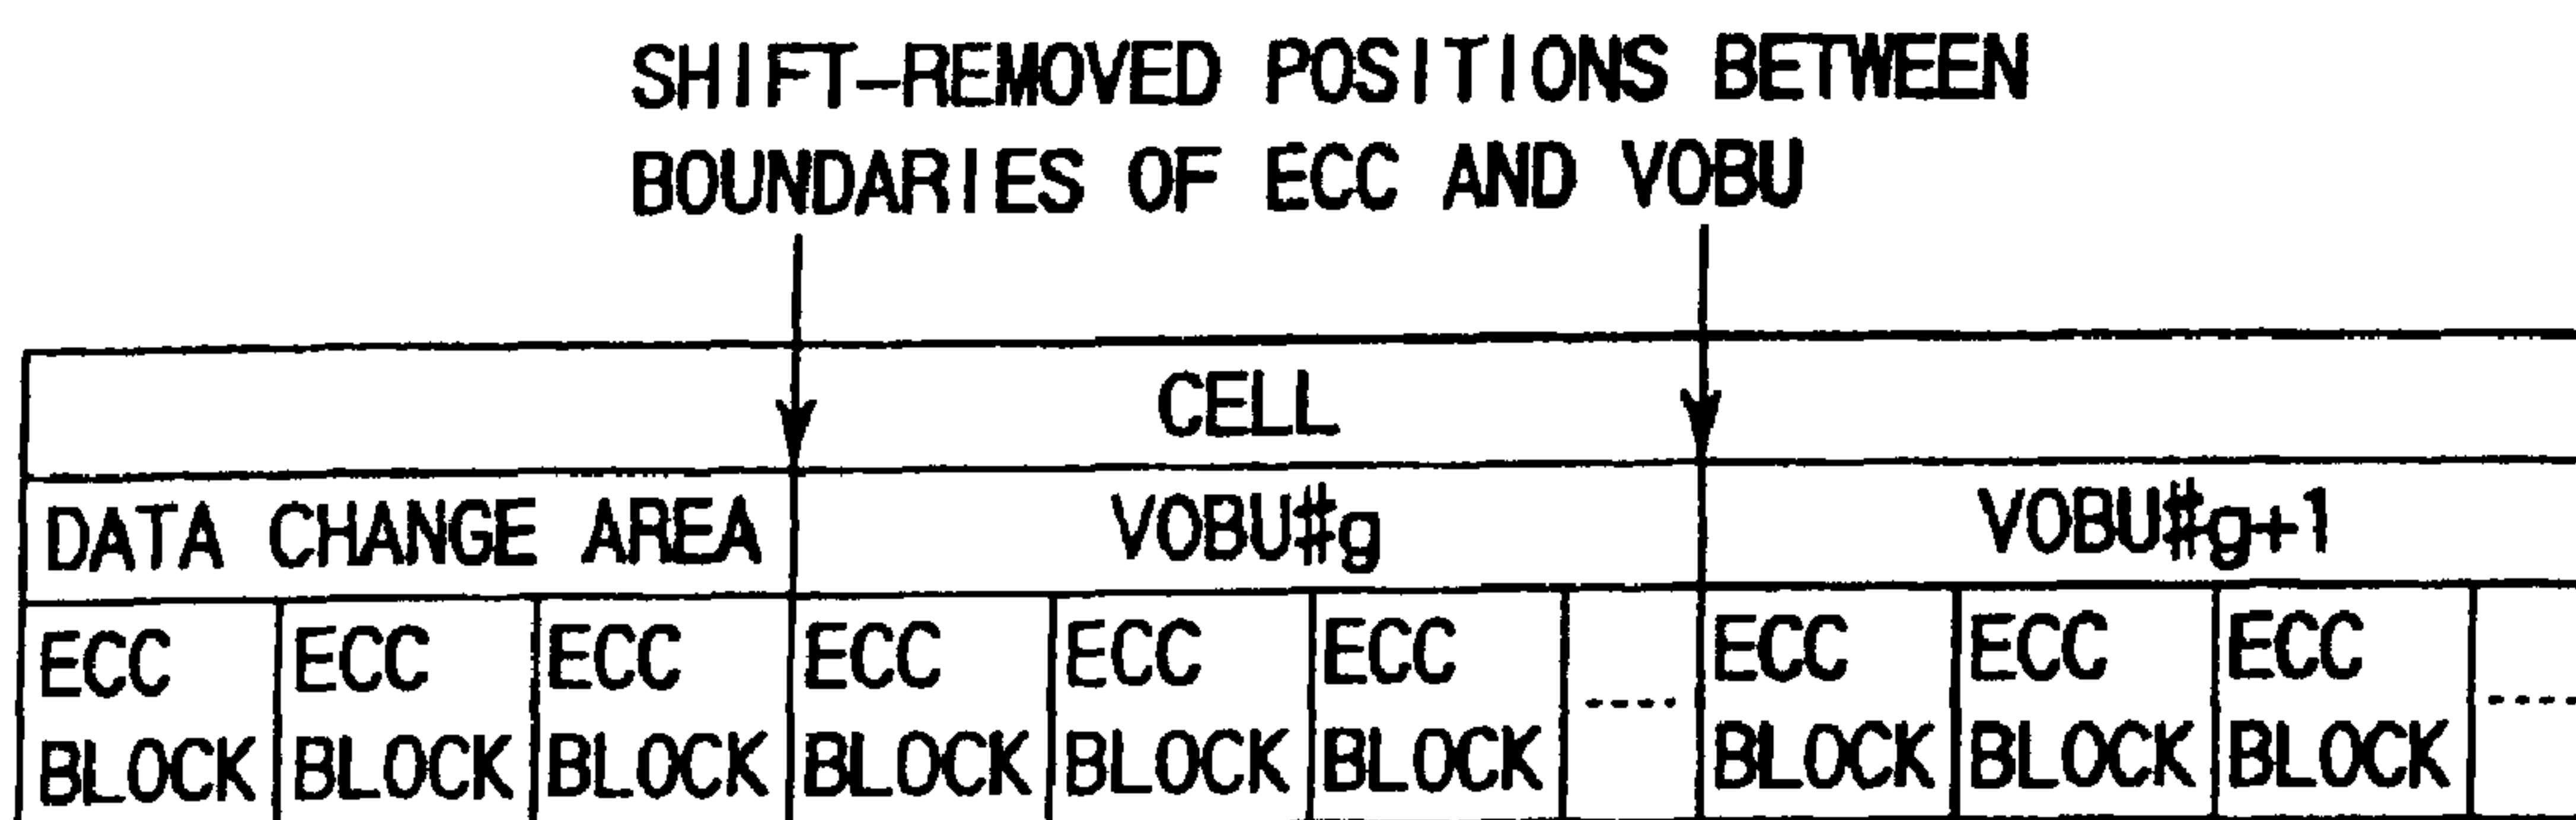 SHIFT-REMOVED POSITIONS BETWEEN
BOUNDARIES OF ECC AND VOBU
CELL
DATA CHANGE AREA VOBU#g VOBU#g+1
ECC ECC ECC ECC ECC ECC ECC ECC ECC
BLOCK BLOCK BLOCK BLOCK BLOCK BLOCK BLOCK BLOCK BLOCK